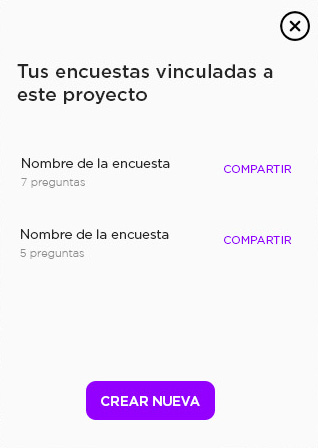 Tus encuestas vinculadas a
este proyecto
Nombre de la encuesta
COMPARTIR
7 preguntas
Nombre de la encuesta
COMPARTIR
5 preguntas
CREAR NUEVA